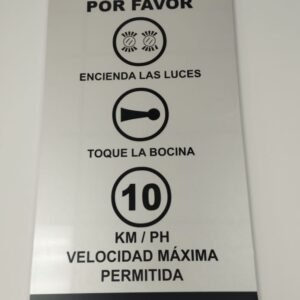 POR FAVOR
ENCIENDA LAS LUCES
TOQUE LA BOCINA
10
KM / PH
VELOCIDAD MÁXIMA
PERMITIDA